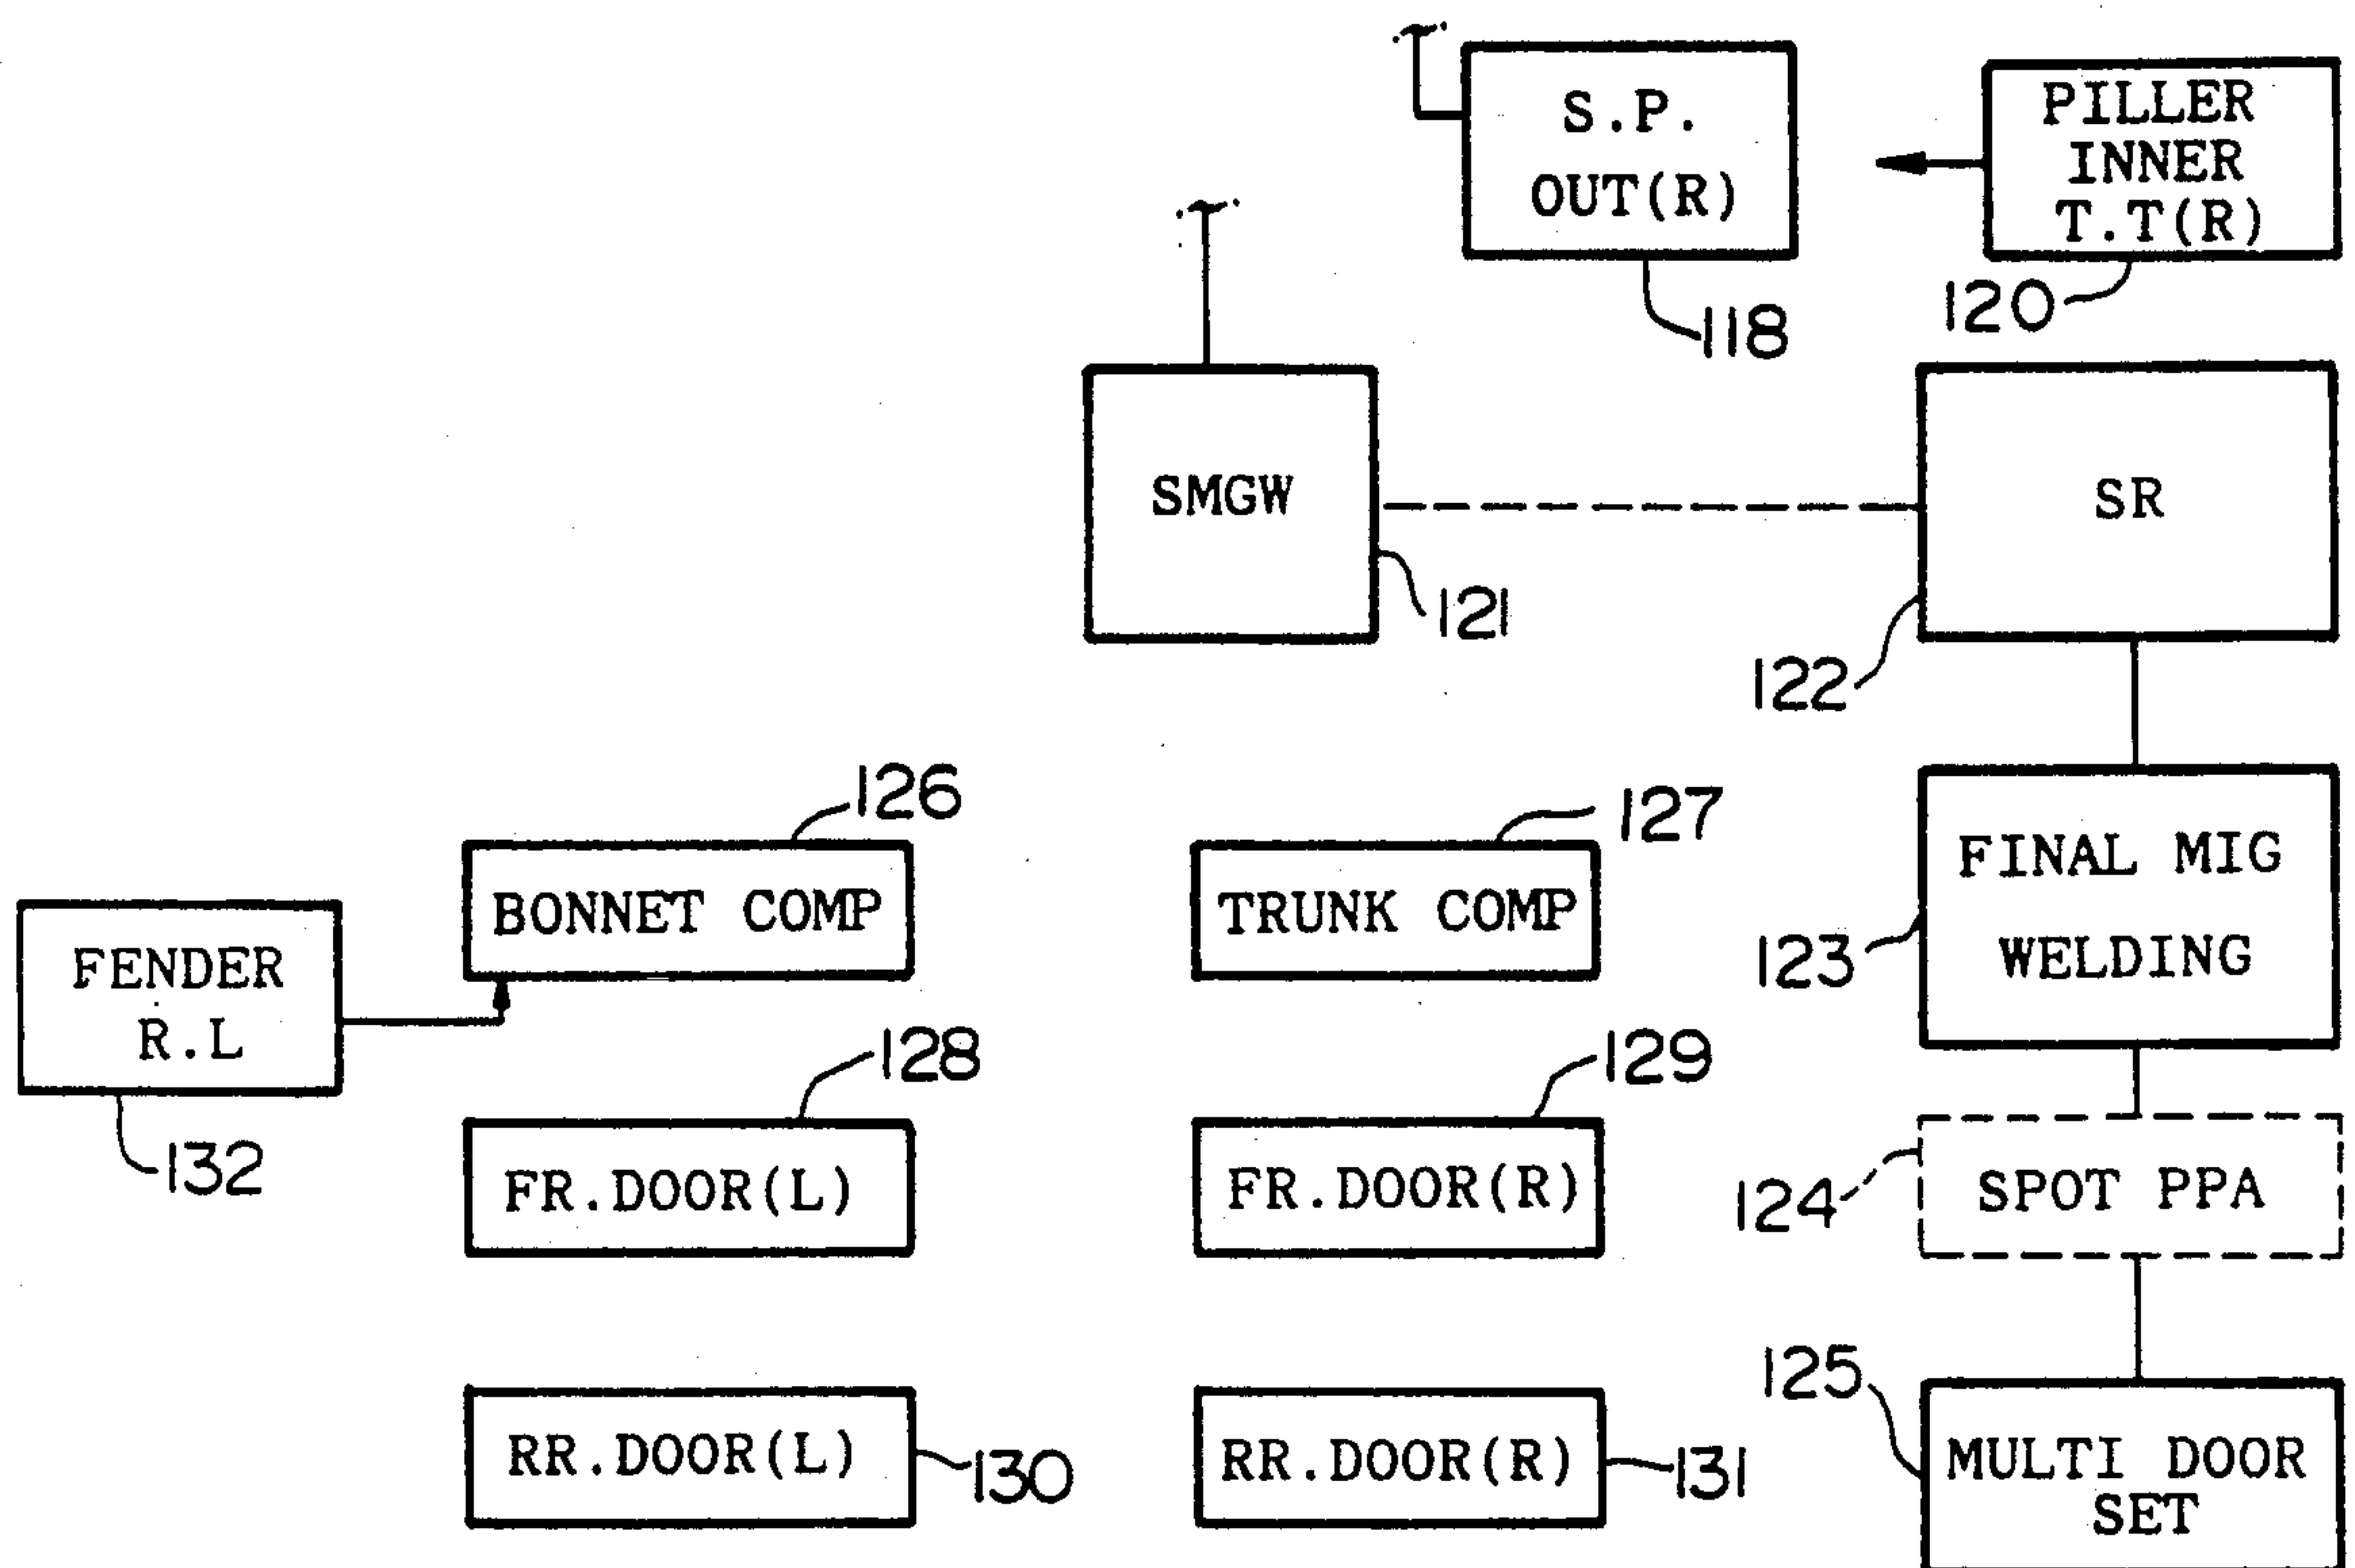 S.P.
OUT(R)
118
PILLER
INNER
T.T(R)
120
SMGW
121
SR
122
126
BONNET COMP
127
TRUNK COMP
FINAL MIG
WELDING
123
FENDER
R.L
132
128
FR.DOOR(L)
129
FR.DOOR(R)
124
SPOT PPA
RR.DOOR(L)
130
RR.DOOR(R)
131
125
MULTI DOOR
SET